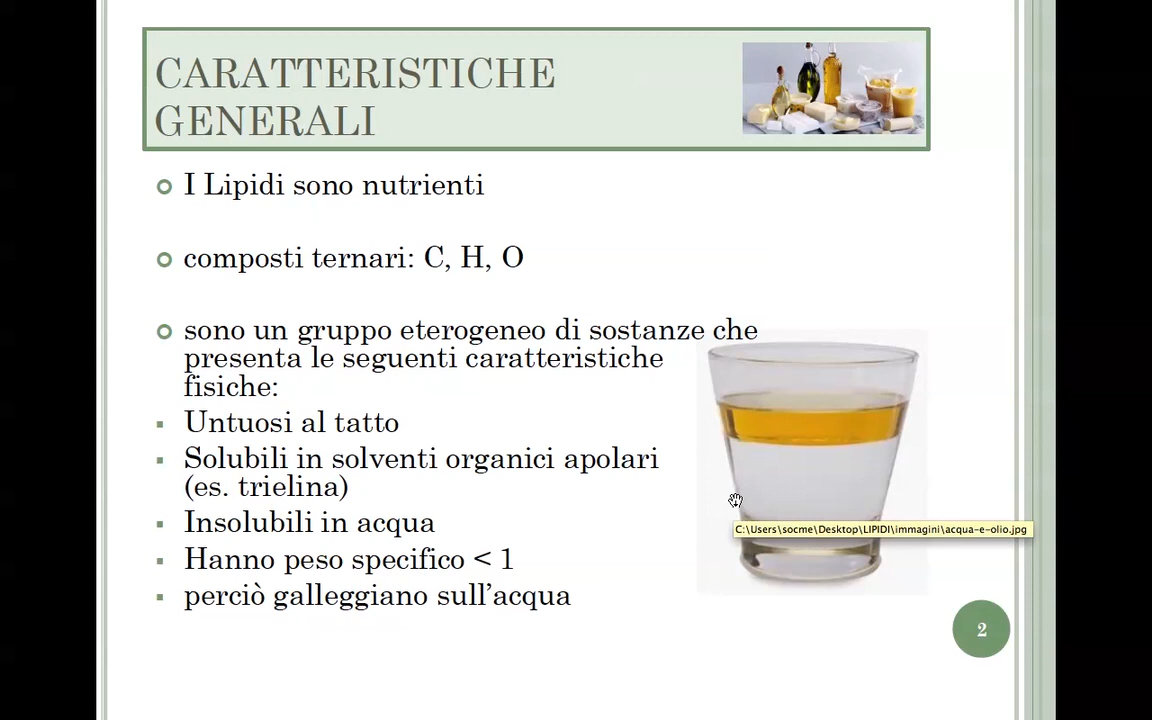 CARATTERISTICHE
GENERALI
I Lipidi sono nutrienti
composti ternari: C, H, O
sono un gruppo eterogeneo di sostanze che
presenta le seguenti caratteristiche
fisiche:
Untuosi al tatto
Solubili in solventi organici apolari
(es. trielina)
Insolubili in acqua
Hanno peso specifico < 1
perciò galleggiano sull’acqua
C:\Users\socme\Desktop\LIPIDI\immagini\acqua-e-olio.jpg
2